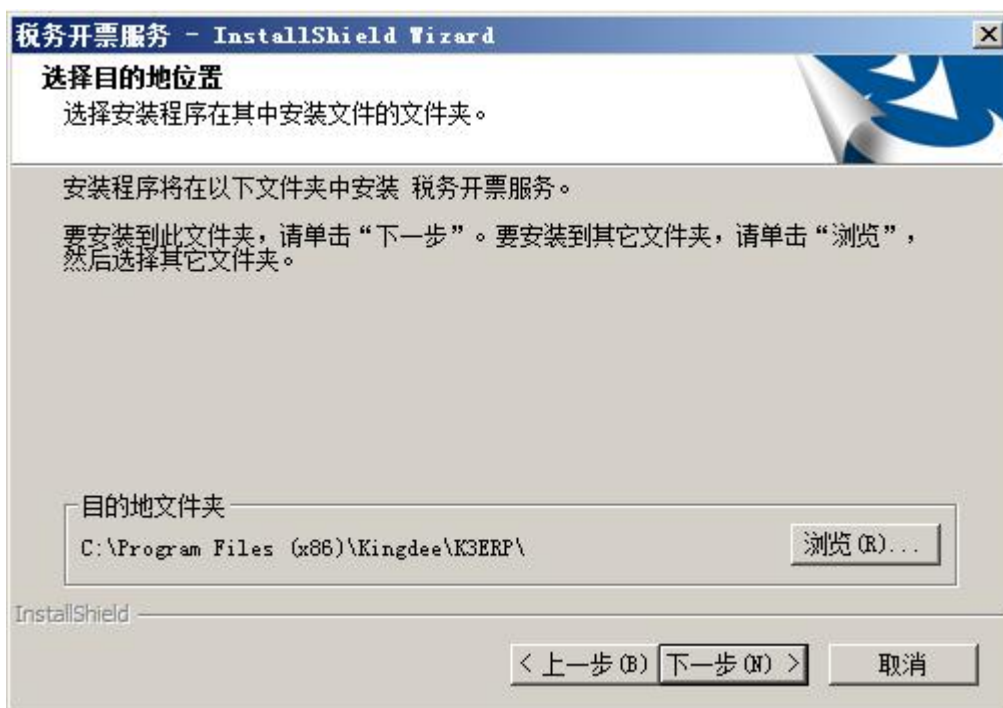 税务开票服务 - InstallShield Wizard
选择目的地位置
选择安装程序在其中安装文件的文件夹。
安装程序将在以下文件夹中安装 税务开票服务。
要安装到此文件夹，请单击“下一步”。要安装到其它文件夹，请单击“浏览”，
然后选择其它文件夹。
目的地文件夹
C:\Program Files (x86)\Kingdee\K3ERP\
浏览(R)...
InstallShield
< 上一步(B)
下一步(N) >
取消